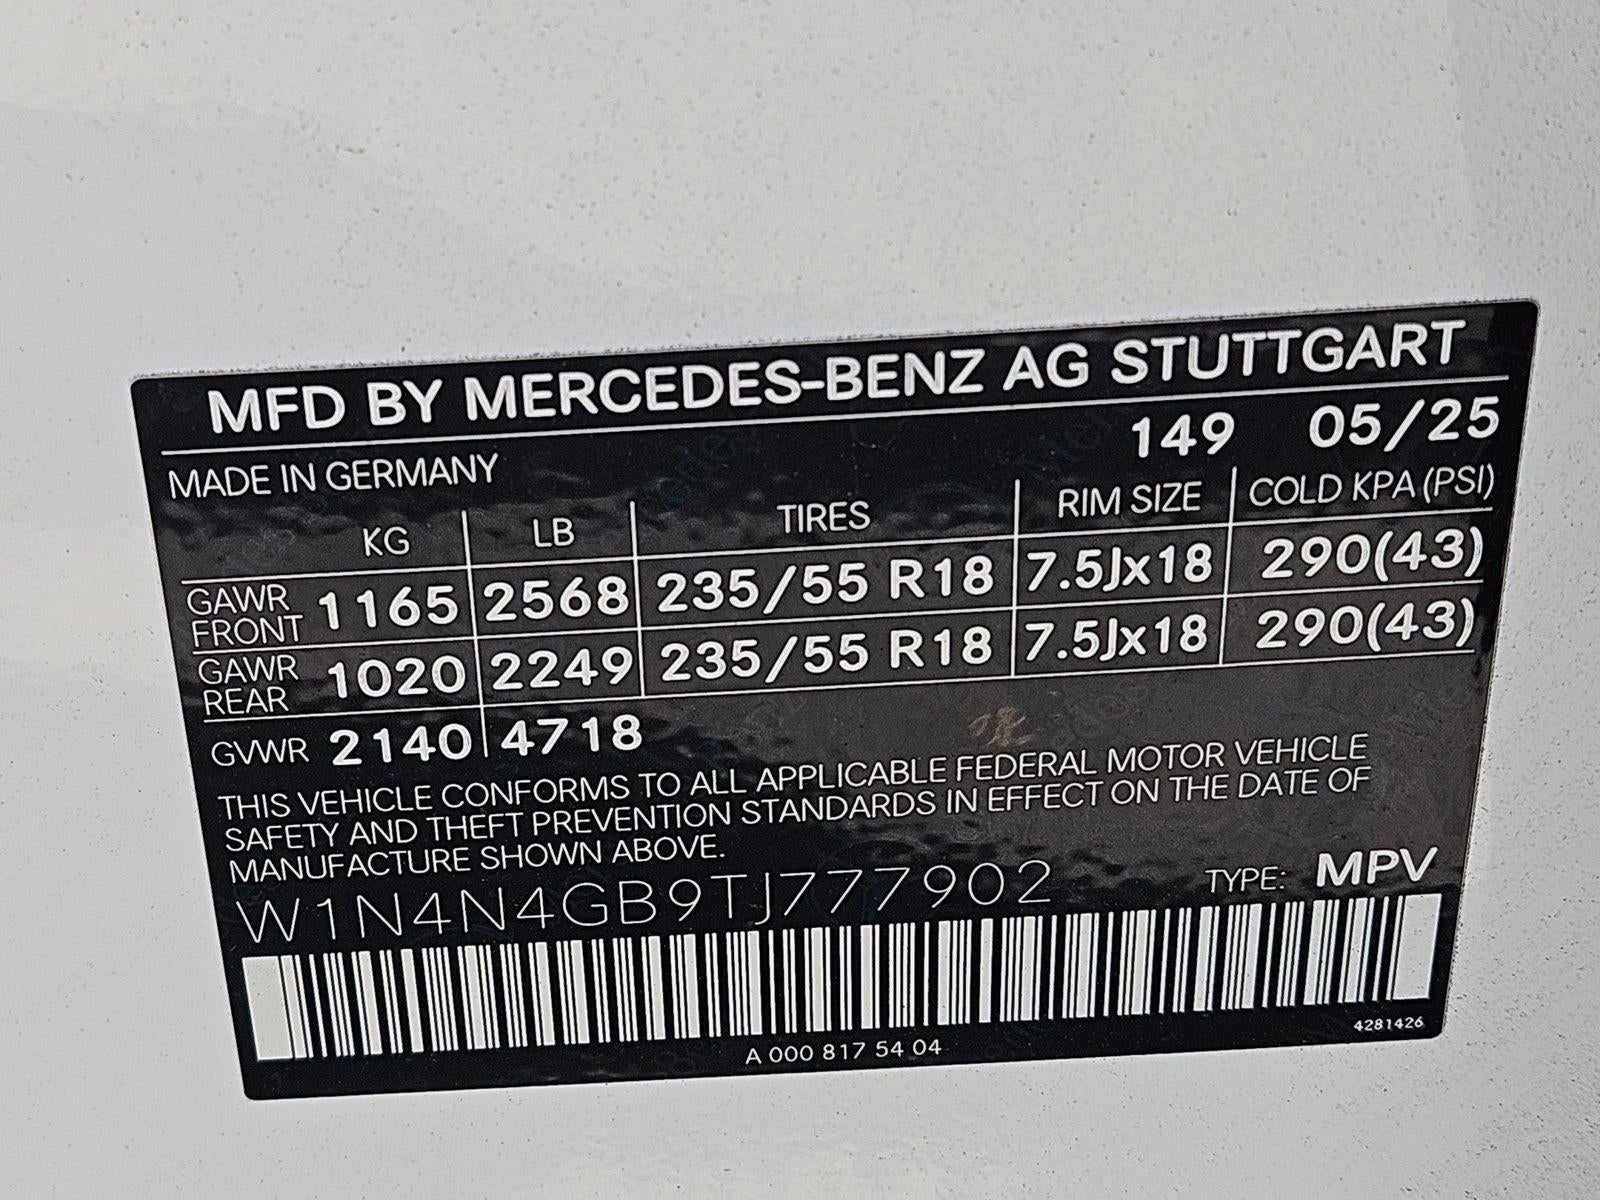 MFD BY MERCEDES-BENZ AG STUTTGART
149 05/25
MADE IN GERMANY
KG LB TIRES RIM SIZE COLD KPA (PSI)
GAWR FRONT 1165 2568 235/55 R18 7.5Jx18 290(43)
GAWR REAR 1020 2249 235/55 R18 7.5Jx18 290(43)
GVWR 2140 4718
THIS VEHICLE CONFORMS TO ALL APPLICABLE FEDERAL MOTOR VEHICLE
SAFETY AND THEFT PREVENTION STANDARDS IN EFFECT ON THE DATE OF
MANUFACTURE SHOWN ABOVE.
W1N4N4GB9TJ777902 TYPE: MPV
4281426
A 000 817 54 04